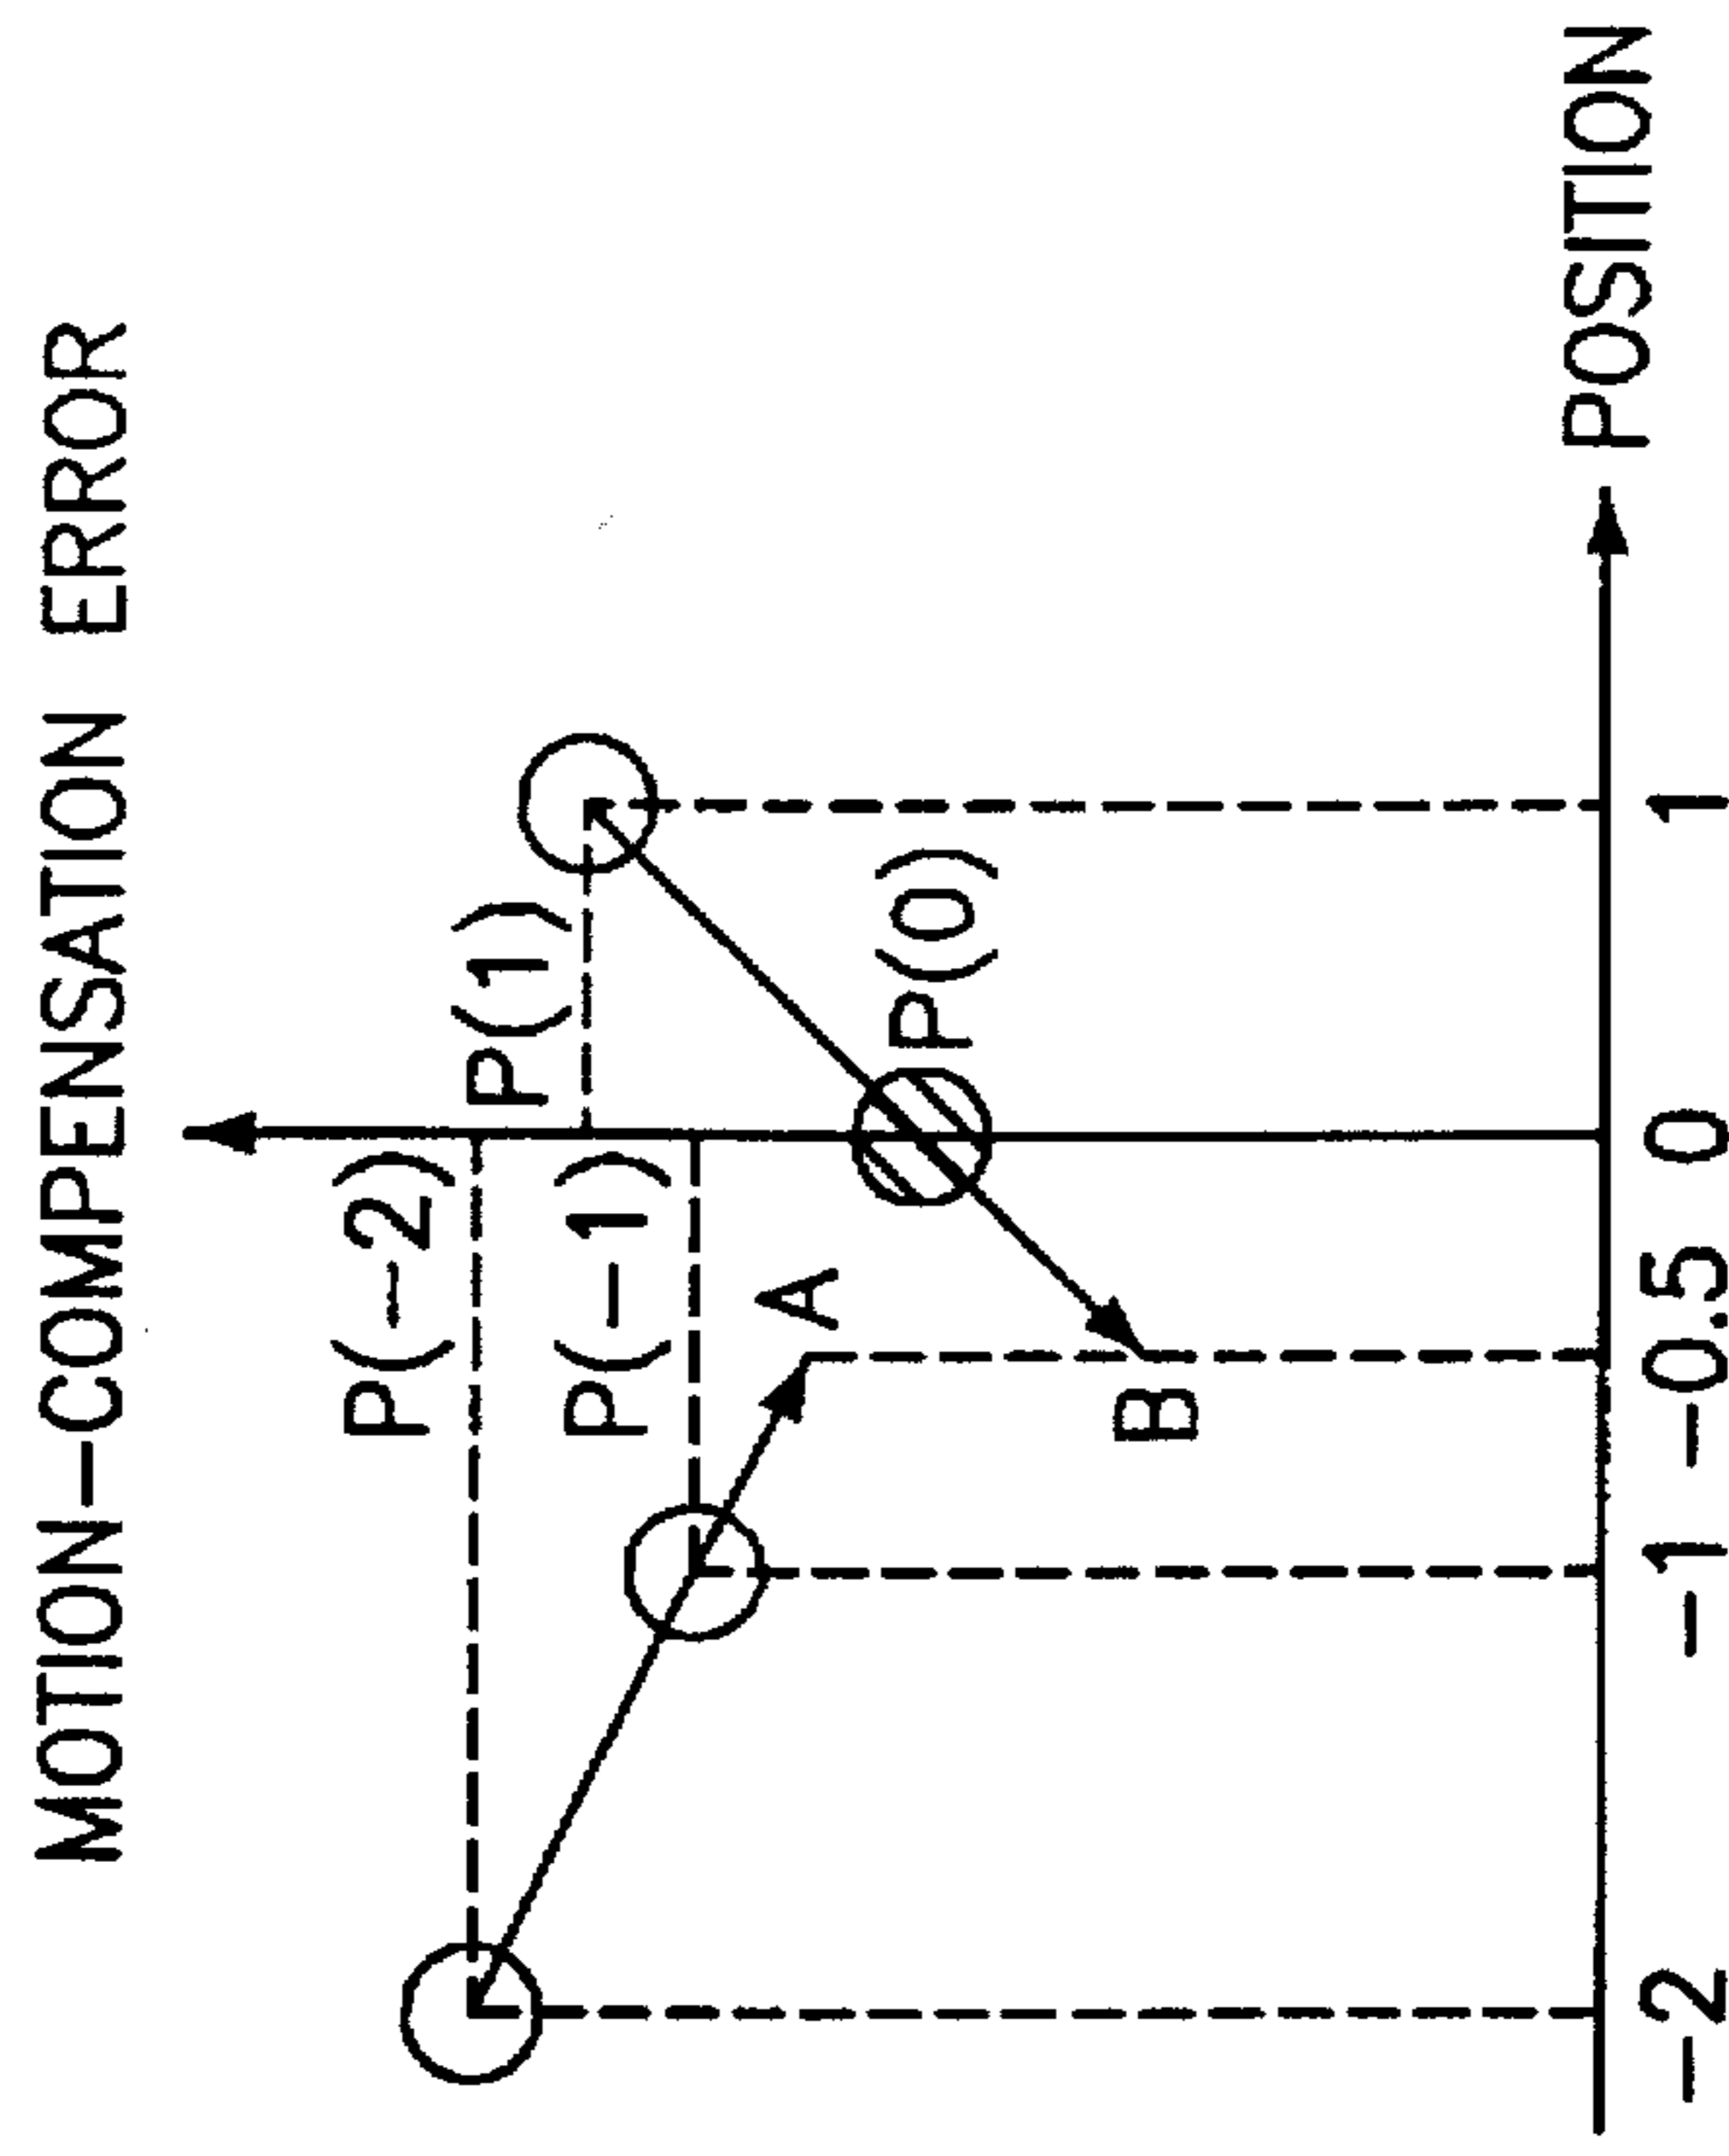 MOTION-COMPENSATION ERROR
P(-2)
P(1)
P(-1)
A
P(0)
B
-2 -1 -0.5 0 1
POSITION